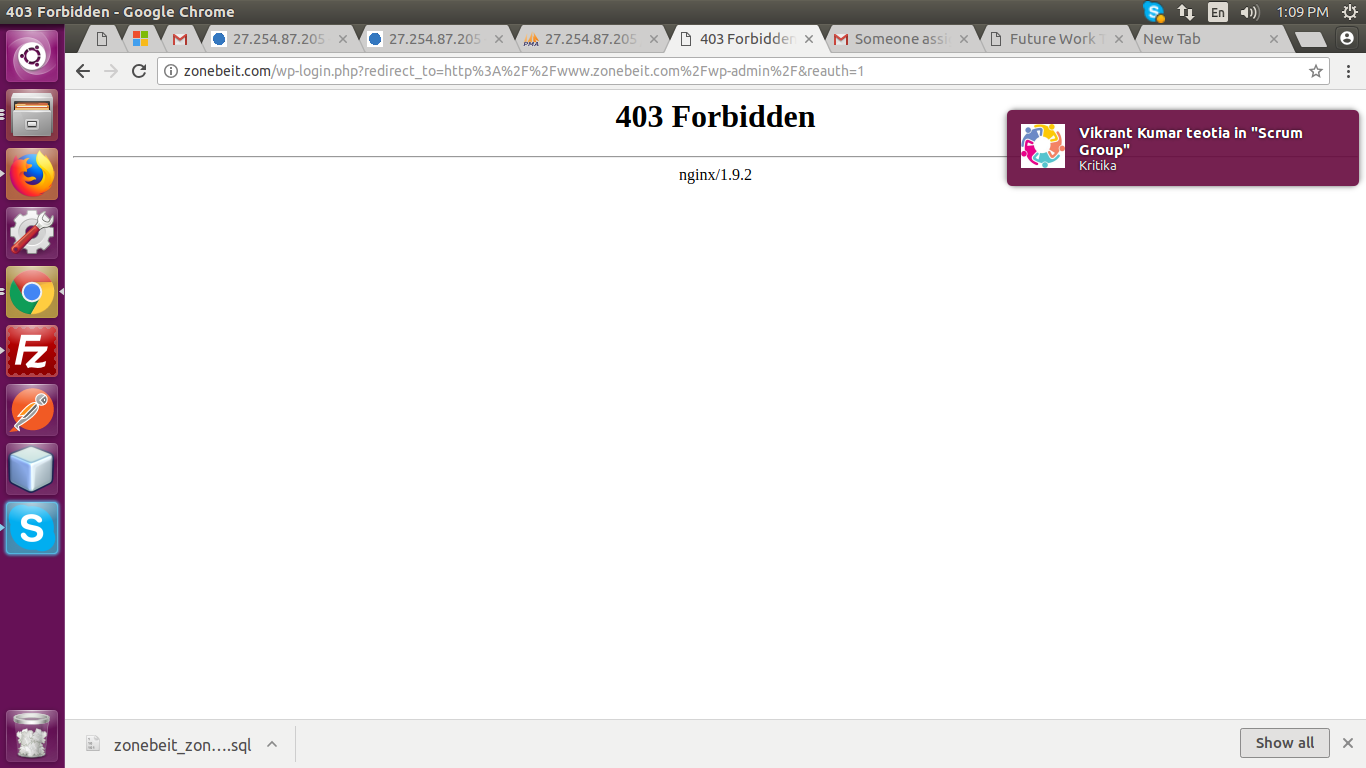 403 Forbidden - Google Chrome
En
1:09 PM
27.254.87.205
27.254.87.205
PMA
27.254.87.205
403 Forbidden
Someone assi
Future Work T
New Tab
zonebeit.com/wp-login.php?redirect_to=http%3A%2F%2Fwww.zonebeit.com%2Fwp-admin%2F&reauth=1
403 Forbidden
nginx/1.9.2
Vikrant Kumar teotia in "Scrum
Group"
Kritika
Fz
S
zonebeit_zon....sql
Show all